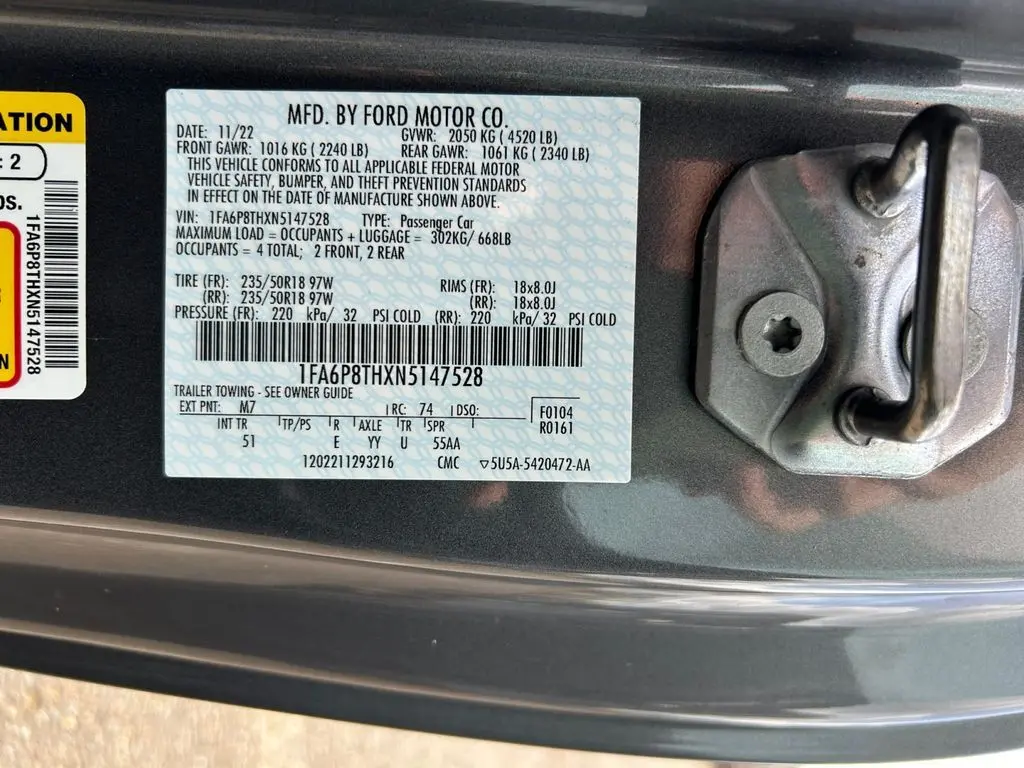 ATION
: 2
os.
1FA6P8THXN5147528
N
MFD. BY FORD MOTOR CO.
DATE: 11/22 GVWR: 2050 KG ( 4520 LB)
FRONT GAWR: 1016 KG ( 2240 LB) REAR GAWR: 1061 KG ( 2340 LB)
THIS VEHICLE CONFORMS TO ALL APPLICABLE FEDERAL MOTOR
VEHICLE SAFETY, BUMPER, AND THEFT PREVENTION STANDARDS
IN EFFECT ON THE DATE OF MANUFACTURE SHOWN ABOVE.
VIN: 1FA6P8THXN5147528 TYPE: Passenger Car
MAXIMUM LOAD = OCCUPANTS + LUGGAGE = 302KG/ 668LB
OCCUPANTS = 4 TOTAL; 2 FRONT, 2 REAR
TIRE (FR): 235/50R18 97W RIMS (FR): 18x8.0J
(RR): 235/50R18 97W (RR): 18x8.0J
PRESSURE (FR): 220 kPa/ 32 PSI COLD (RR): 220 kPa/ 32 PSI COLD
1FA6P8THXN5147528
TRAILER TOWING - SEE OWNER GUIDE
EXT PNT: M7 RC: 74 DSO: F0104
R0161
INT TR TP/PS R AXLE TR SPR
51 E YY U 55AA
1202211293216 CMC ▽5U5A-5420472-AA